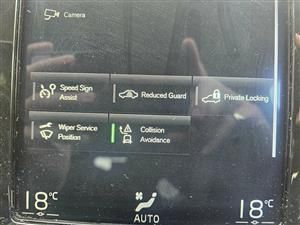 Camera
Speed Sign
Assist
Reduced Guard
Private Locking
Wiper Service
Position
Collision
Avoidance
18°C
AUTO
18°C